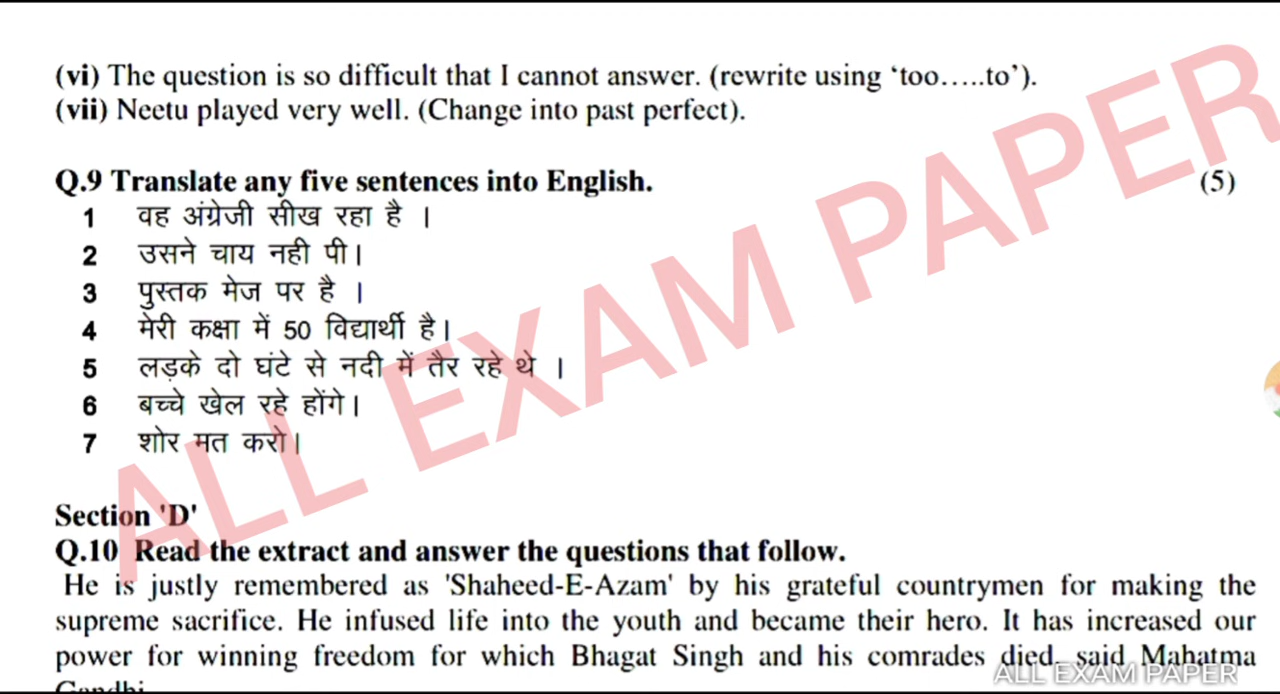 (vi) The question is so difficult that I cannot answer. (rewrite using ‘too.....to’).
(vii) Neetu played very well. (Change into past perfect).
Q.9 Translate any five sentences into English. (5)
1 वह अंग्रेजी सीख रहा है ।
2 उसने चाय नही पी।
3 पुस्तक मेज पर है ।
4 मेरी कक्षा में 50 विद्यार्थी है।
5 लड़के दो घंटे से नदी में तैर रहे थे ।
6 बच्चे खेल रहे होंगे।
7 शोर मत करो।
Section 'D'
Q.10 Read the extract and answer the questions that follow.
He is justly remembered as 'Shaheed-E-Azam' by his grateful countrymen for making the
supreme sacrifice. He infused life into the youth and became their hero. It has increased our
power for winning freedom for which Bhagat Singh and his comrades died. said Mahatma
Gandhi
ALL EXAM PAPER
ALL EXAM PAPER